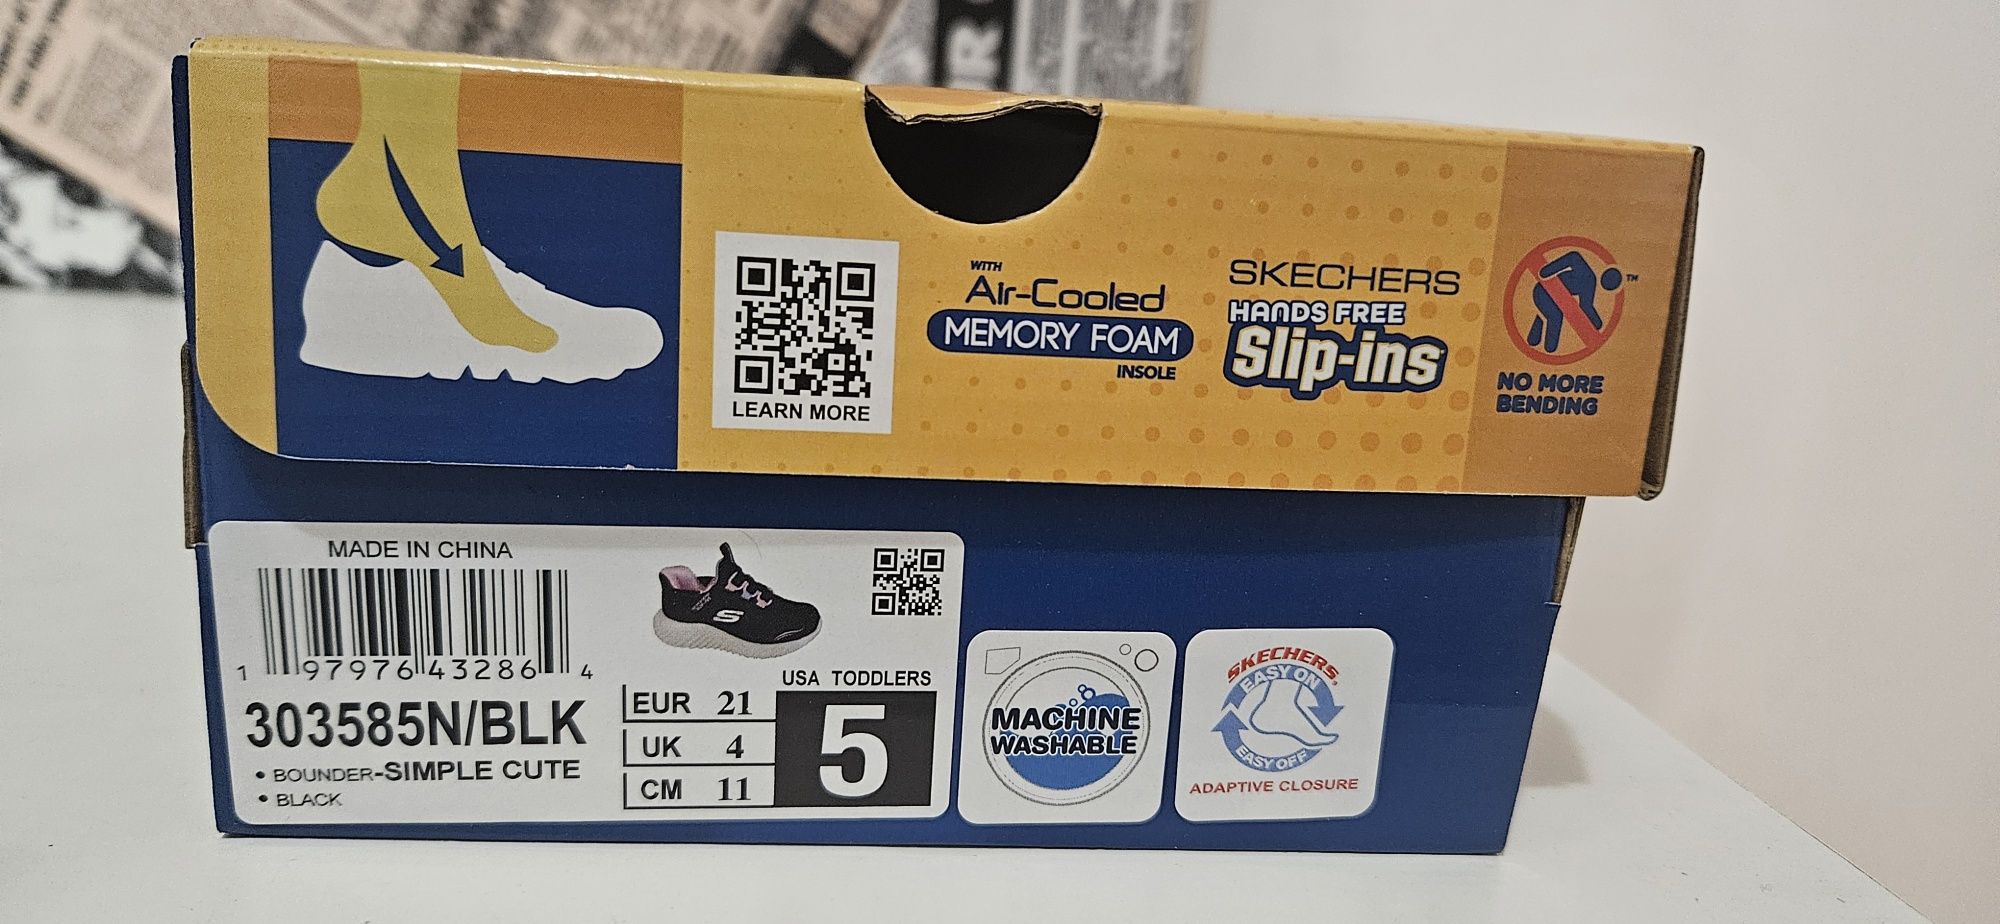 WITH
Air-Cooled
MEMORY FOAM
INSOLE
LEARN MORE
SKECHERS
HANDS FREE
Slip-ins
TM
NO MORE
BENDING
MADE IN CHINA
1 97976 43286 4
303585N/BLK
• BOUNDER-SIMPLE CUTE
• BLACK
USA TODDLERS
EUR 21
UK 4
CM 11
5
MACHINE
WASHABLE
SKECHERS
EASY ON
EASY OFF
ADAPTIVE CLOSURE